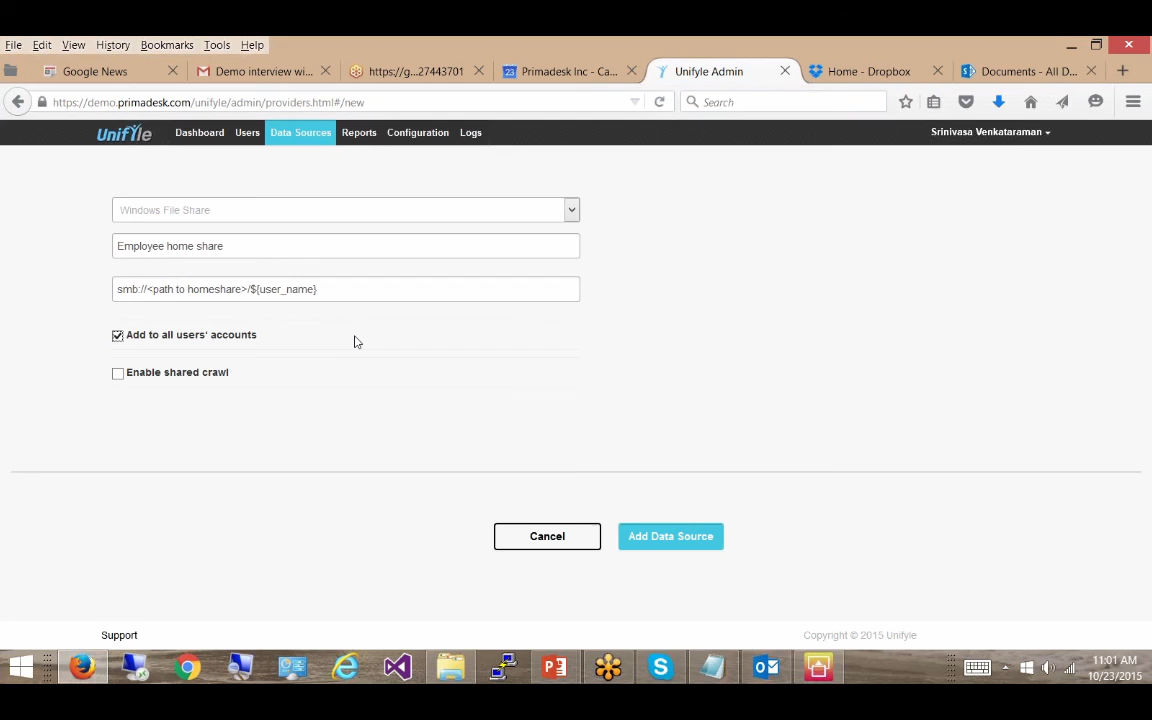 File Edit View History Bookmarks Tools Help
Google News
Demo interview wi...
https://g...27443701
23 Primadesk Inc - Ca...
Unifyle Admin
Home - Dropbox
Documents - All D...
https://demo.primadesk.com/unifyle/admin/providers.html#/new
Search
Unifyle Dashboard Users Data Sources Reports Configuration Logs Srinivasa Venkataraman
Windows File Share
Employee home share
smb://<path to homeshare>/${user_name}
Add to all users' accounts
Enable shared crawl
Cancel Add Data Source
Support Copyright © 2015 Unifyle
11:01 AM
10/23/2015